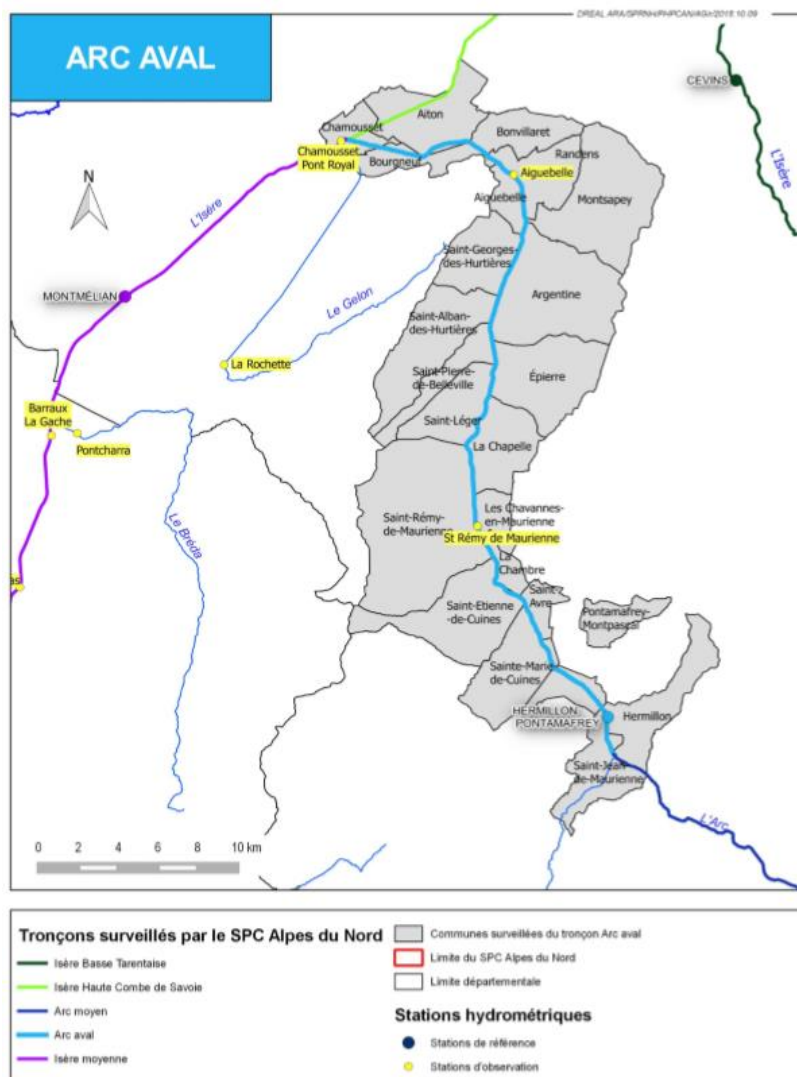 DREAL ARA/SPRNH/PHPCAN/AGir/2018.10.09
ARC AVAL
CEVINS
L'Isère
Chamousset
Aiton
Bonvillaret
Chamousset
Pont Royal
Bourgneuf
Randens
Aiguebelle
Montsapey
Aiguebelle
N
L'Isère
Saint-Georges-
des-Hurtières
MONTMÉLIAN
Argentine
Le Gelon
Saint-Alban
des-Hurtières
La Rochette
Saint-Pierre-
de-Belleville
Épierre
Barraux
La Gache
Pontcharra
Saint-Léger
La Chapelle
Le Bréda
Saint-Rémy
de-Maurienne
Les Chavannes-
en-Maurienne
St Rémy de Maurienne
La
Chambre
as
Saint-
Avre
Saint-Etienne
-de-Cuines
Pontamafrey-
Montpascal
Sainte-Marie
de-Cuines
HERMILLON
PONTAMAFREY
Hermillon
Saint-Jean-
de-Maurienne
L'Arc
0 2 4 6 8 10 km
Tronçons surveillés par le SPC Alpes du Nord
Isère Basse Tarentaise
Isère Haute Combe de Savoie
Arc moyen
Arc aval
Isère moyenne
Communes surveillées du tronçon Arc aval
Limite du SPC Alpes du Nord
Limite départementale
Stations hydrométriques
Stations de référence
Stations d'observation